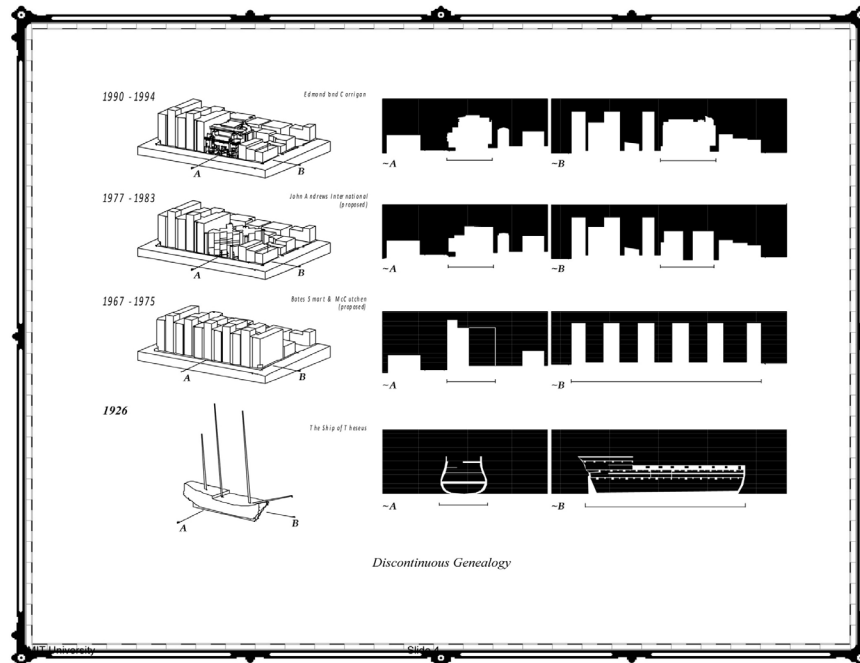 1990 - 1994
Edmond and Corrigan
A
B
~A
~B
1977 - 1983
John Andrews International
(proposed)
A
B
~A
~B
1967 - 1975
Bates Smart & McCutchen
(proposed)
A
B
~A
~B
1926
The Ship of Theseus
A
B
~A
~B
Discontinuous Genealogy
MIT University
Slide 4